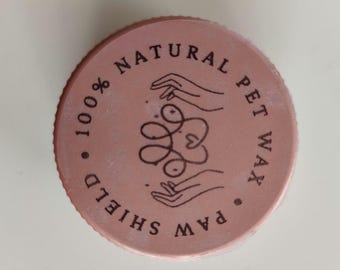 100% NATURAL PET WAX •
PAW SHIELD •